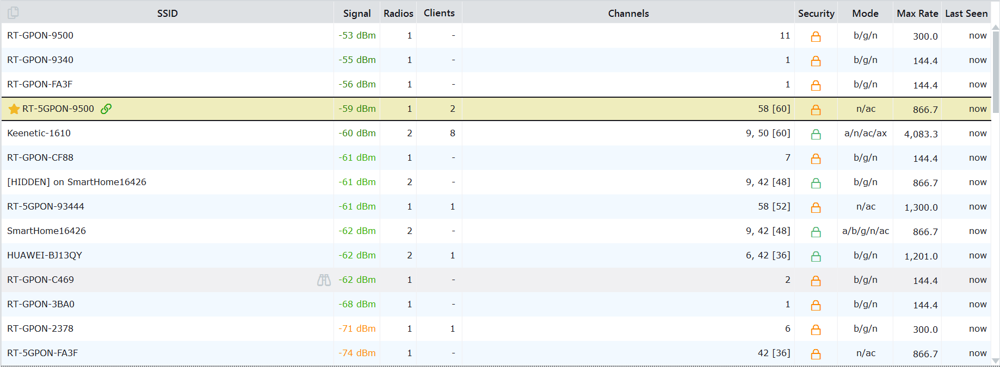 SSID Signal Radios Clients Channels Security Mode Max Rate Last Seen
RT-GPON-9500 -53 dBm 1 - 11 b/g/n 300.0 now
RT-GPON-9340 -55 dBm 1 - 1 b/g/n 144.4 now
RT-GPON-FA3F -56 dBm 1 - 1 b/g/n 144.4 now
RT-5GPON-9500 -59 dBm 1 2 58 [60] n/ac 866.7 now
Keenetic-1610 -60 dBm 2 8 9, 50 [60] a/n/ac/ax 4,083.3 now
RT-GPON-CF88 -61 dBm 1 - 7 b/g/n 144.4 now
[HIDDEN] on SmartHome16426 -61 dBm 2 - 9, 42 [48] b/g/n 866.7 now
RT-5GPON-93444 -61 dBm 1 1 58 [52] n/ac 1,300.0 now
SmartHome16426 -62 dBm 2 - 9, 42 [48] a/b/g/n/ac 866.7 now
HUAWEI-BJ13QY -62 dBm 2 1 6, 42 [36] b/g/n 1,201.0 now
RT-GPON-C469 -62 dBm 1 - 2 b/g/n 144.4 now
RT-GPON-3BA0 -68 dBm 1 - 1 b/g/n 144.4 now
RT-GPON-2378 -71 dBm 1 1 6 b/g/n 300.0 now
RT-5GPON-FA3F -74 dBm 1 - 42 [36] n/ac 866.7 now